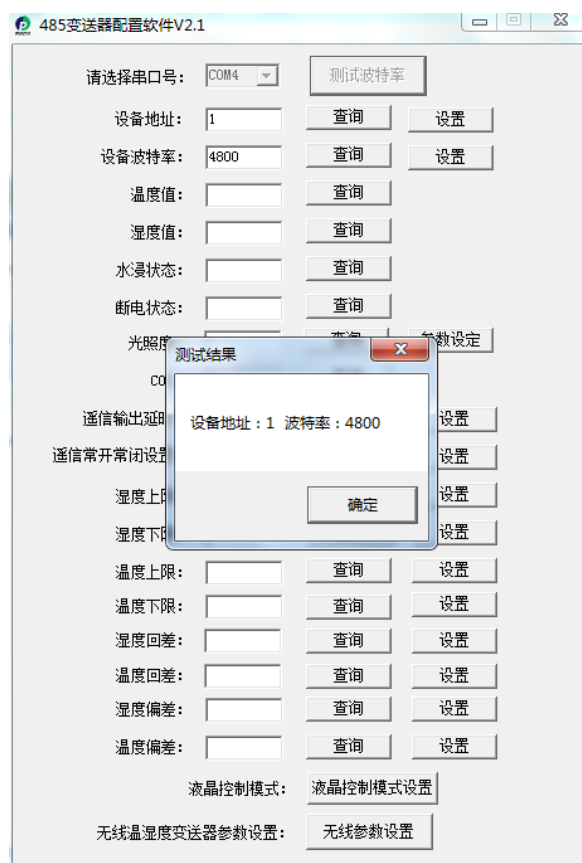 485变送器配置软件V2.1
请选择串口号： COM4 测试波特率
设备地址： 1 查询 设置
设备波特率： 4800 查询 设置
温度值： 查询
湿度值： 查询
水浸状态： 查询
断电状态： 查询
光照度 查询 参数设定
测试结果
CO
设备地址：1 波特率：4800
遥信输出延时 设置
遥信常开常闭设置 设置
确定
湿度上限 设置
湿度下限 设置
温度上限： 查询 设置
温度下限： 查询 设置
湿度回差： 查询 设置
温度回差： 查询 设置
湿度偏差： 查询 设置
温度偏差： 查询 设置
液晶控制模式： 液晶控制模式设置
无线温湿度变送器参数设置： 无线参数设置